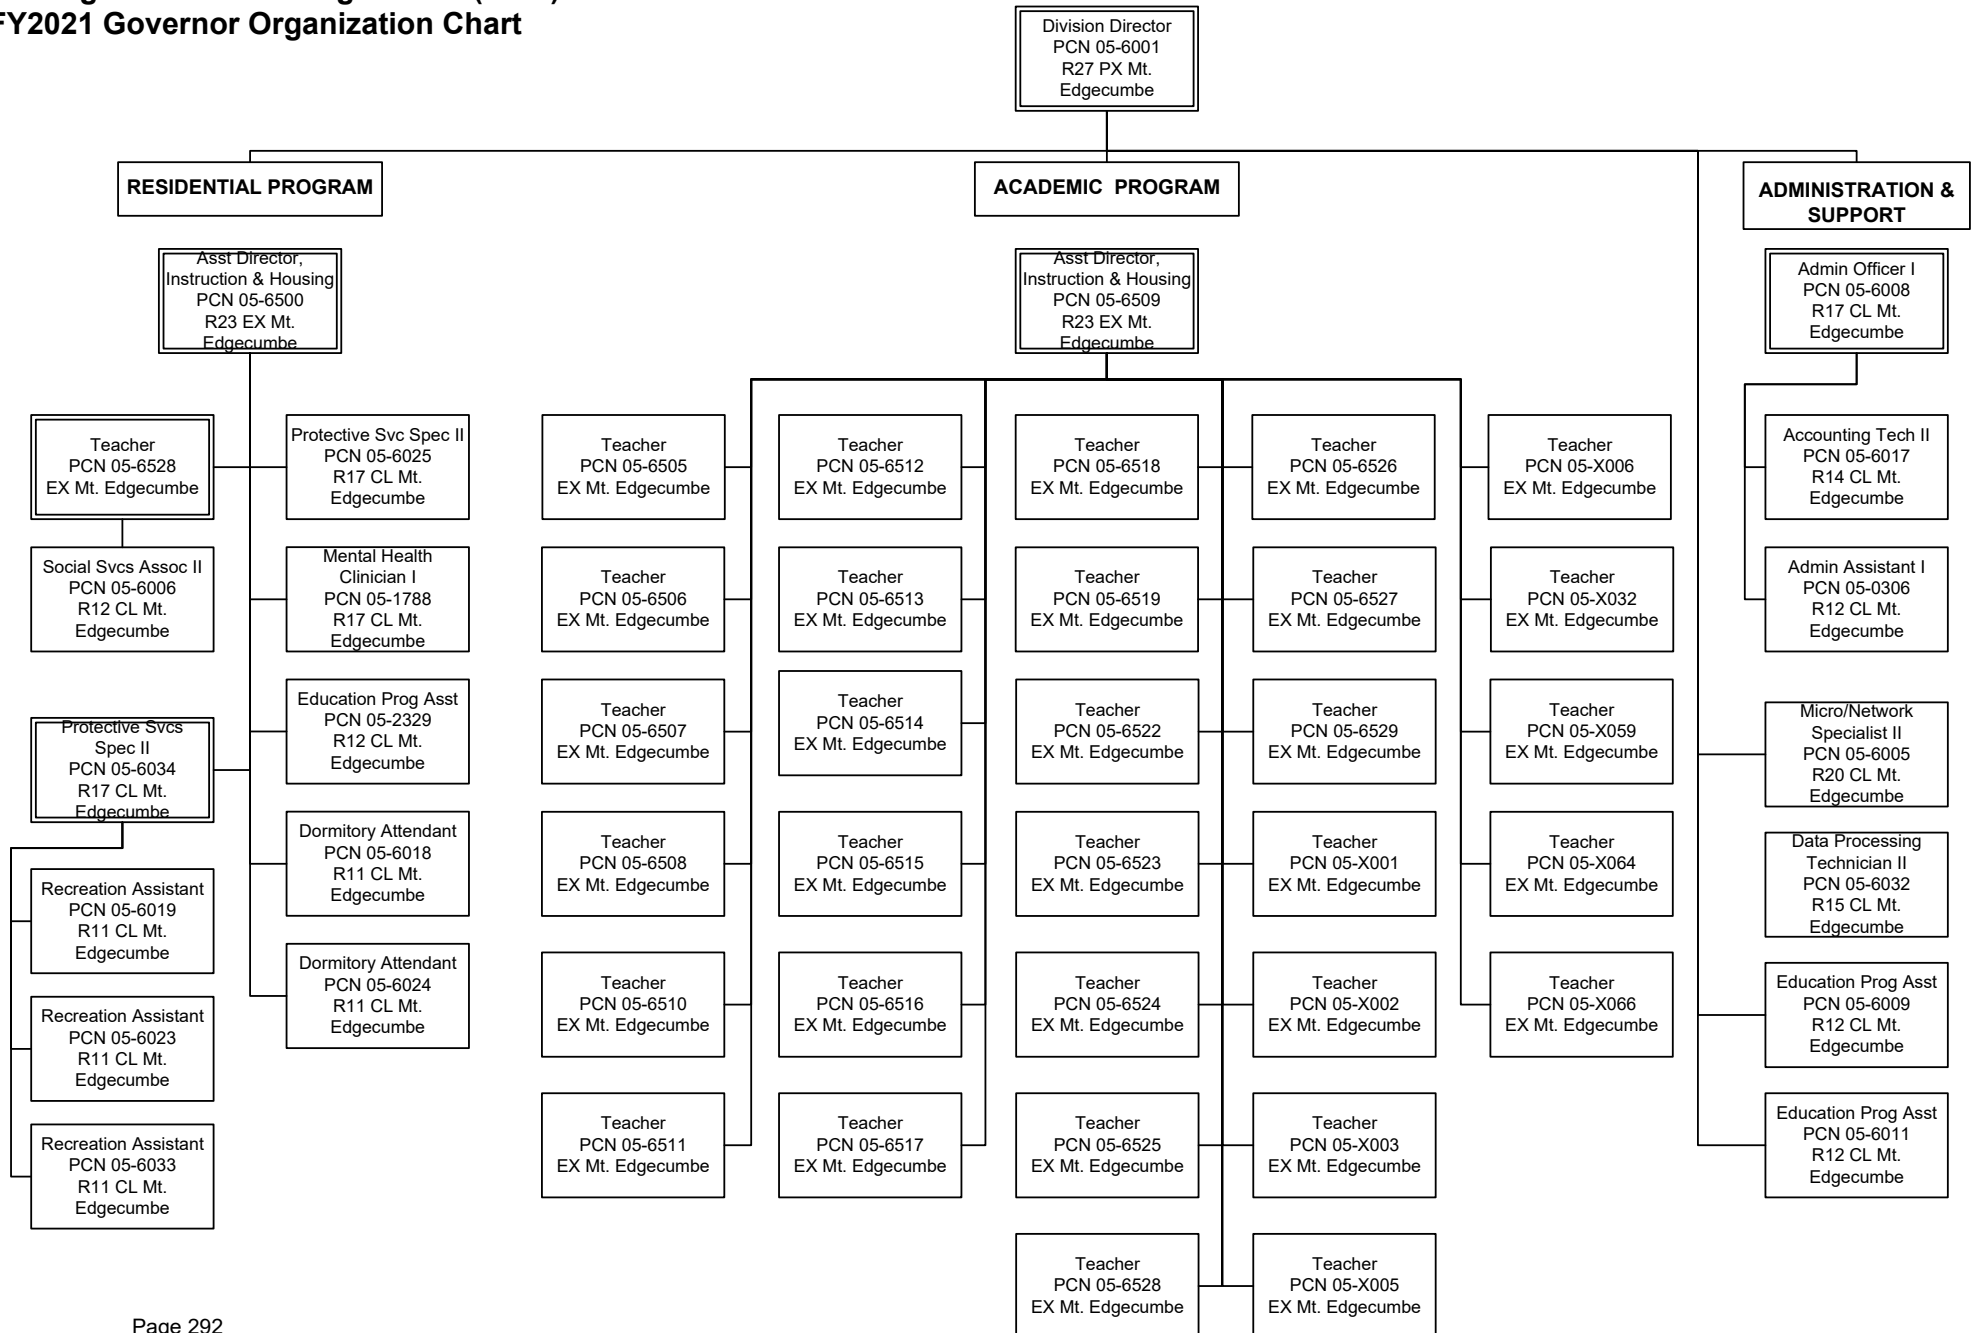 FY2021 Governor Organization Chart
Division Director
PCN 05-6001
R27 PX Mt.
Edgecumbe
RESIDENTIAL PROGRAM
ACADEMIC PROGRAM
ADMINISTRATION &
SUPPORT
Asst Director,
Instruction & Housing
PCN 05-6500
R23 EX Mt.
Edgecumbe
Asst Director,
Instruction & Housing
PCN 05-6509
R23 EX Mt.
Edgecumbe
Admin Officer I
PCN 05-6008
R17 CL Mt.
Edgecumbe
Teacher
PCN 05-6528
EX Mt. Edgecumbe
Protective Svc Spec II
PCN 05-6025
R17 CL Mt.
Edgecumbe
Social Svcs Assoc II
PCN 05-6006
R12 CL Mt.
Edgecumbe
Mental Health
Clinician I
PCN 05-1788
R17 CL Mt.
Edgecumbe
Protective Svcs
Spec II
PCN 05-6034
R17 CL Mt.
Edgecumbe
Education Prog Asst
PCN 05-2329
R12 CL Mt.
Edgecumbe
Dormitory Attendant
PCN 05-6018
R11 CL Mt.
Edgecumbe
Dormitory Attendant
PCN 05-6024
R11 CL Mt.
Edgecumbe
Recreation Assistant
PCN 05-6019
R11 CL Mt.
Edgecumbe
Recreation Assistant
PCN 05-6023
R11 CL Mt.
Edgecumbe
Recreation Assistant
PCN 05-6033
R11 CL Mt.
Edgecumbe
Teacher
PCN 05-6505
EX Mt. Edgecumbe
Teacher
PCN 05-6506
EX Mt. Edgecumbe
Teacher
PCN 05-6507
EX Mt. Edgecumbe
Teacher
PCN 05-6508
EX Mt. Edgecumbe
Teacher
PCN 05-6510
EX Mt. Edgecumbe
Teacher
PCN 05-6511
EX Mt. Edgecumbe
Teacher
PCN 05-6512
EX Mt. Edgecumbe
Teacher
PCN 05-6513
EX Mt. Edgecumbe
Teacher
PCN 05-6514
EX Mt. Edgecumbe
Teacher
PCN 05-6515
EX Mt. Edgecumbe
Teacher
PCN 05-6516
EX Mt. Edgecumbe
Teacher
PCN 05-6517
EX Mt. Edgecumbe
Teacher
PCN 05-6518
EX Mt. Edgecumbe
Teacher
PCN 05-6519
EX Mt. Edgecumbe
Teacher
PCN 05-6522
EX Mt. Edgecumbe
Teacher
PCN 05-6523
EX Mt. Edgecumbe
Teacher
PCN 05-6524
EX Mt. Edgecumbe
Teacher
PCN 05-6525
EX Mt. Edgecumbe
Teacher
PCN 05-6528
EX Mt. Edgecumbe
Teacher
PCN 05-6526
EX Mt. Edgecumbe
Teacher
PCN 05-6527
EX Mt. Edgecumbe
Teacher
PCN 05-6529
EX Mt. Edgecumbe
Teacher
PCN 05-X001
EX Mt. Edgecumbe
Teacher
PCN 05-X002
EX Mt. Edgecumbe
Teacher
PCN 05-X003
EX Mt. Edgecumbe
Teacher
PCN 05-X005
EX Mt. Edgecumbe
Teacher
PCN 05-X006
EX Mt. Edgecumbe
Teacher
PCN 05-X032
EX Mt. Edgecumbe
Teacher
PCN 05-X059
EX Mt. Edgecumbe
Teacher
PCN 05-X064
EX Mt. Edgecumbe
Teacher
PCN 05-X066
EX Mt. Edgecumbe
Accounting Tech II
PCN 05-6017
R14 CL Mt.
Edgecumbe
Admin Assistant I
PCN 05-0306
R12 CL Mt.
Edgecumbe
Micro/Network
Specialist II
PCN 05-6005
R20 CL Mt.
Edgecumbe
Data Processing
Technician II
PCN 05-6032
R15 CL Mt.
Edgecumbe
Education Prog Asst
PCN 05-6009
R12 CL Mt.
Edgecumbe
Education Prog Asst
PCN 05-6011
R12 CL Mt.
Edgecumbe
Page 292